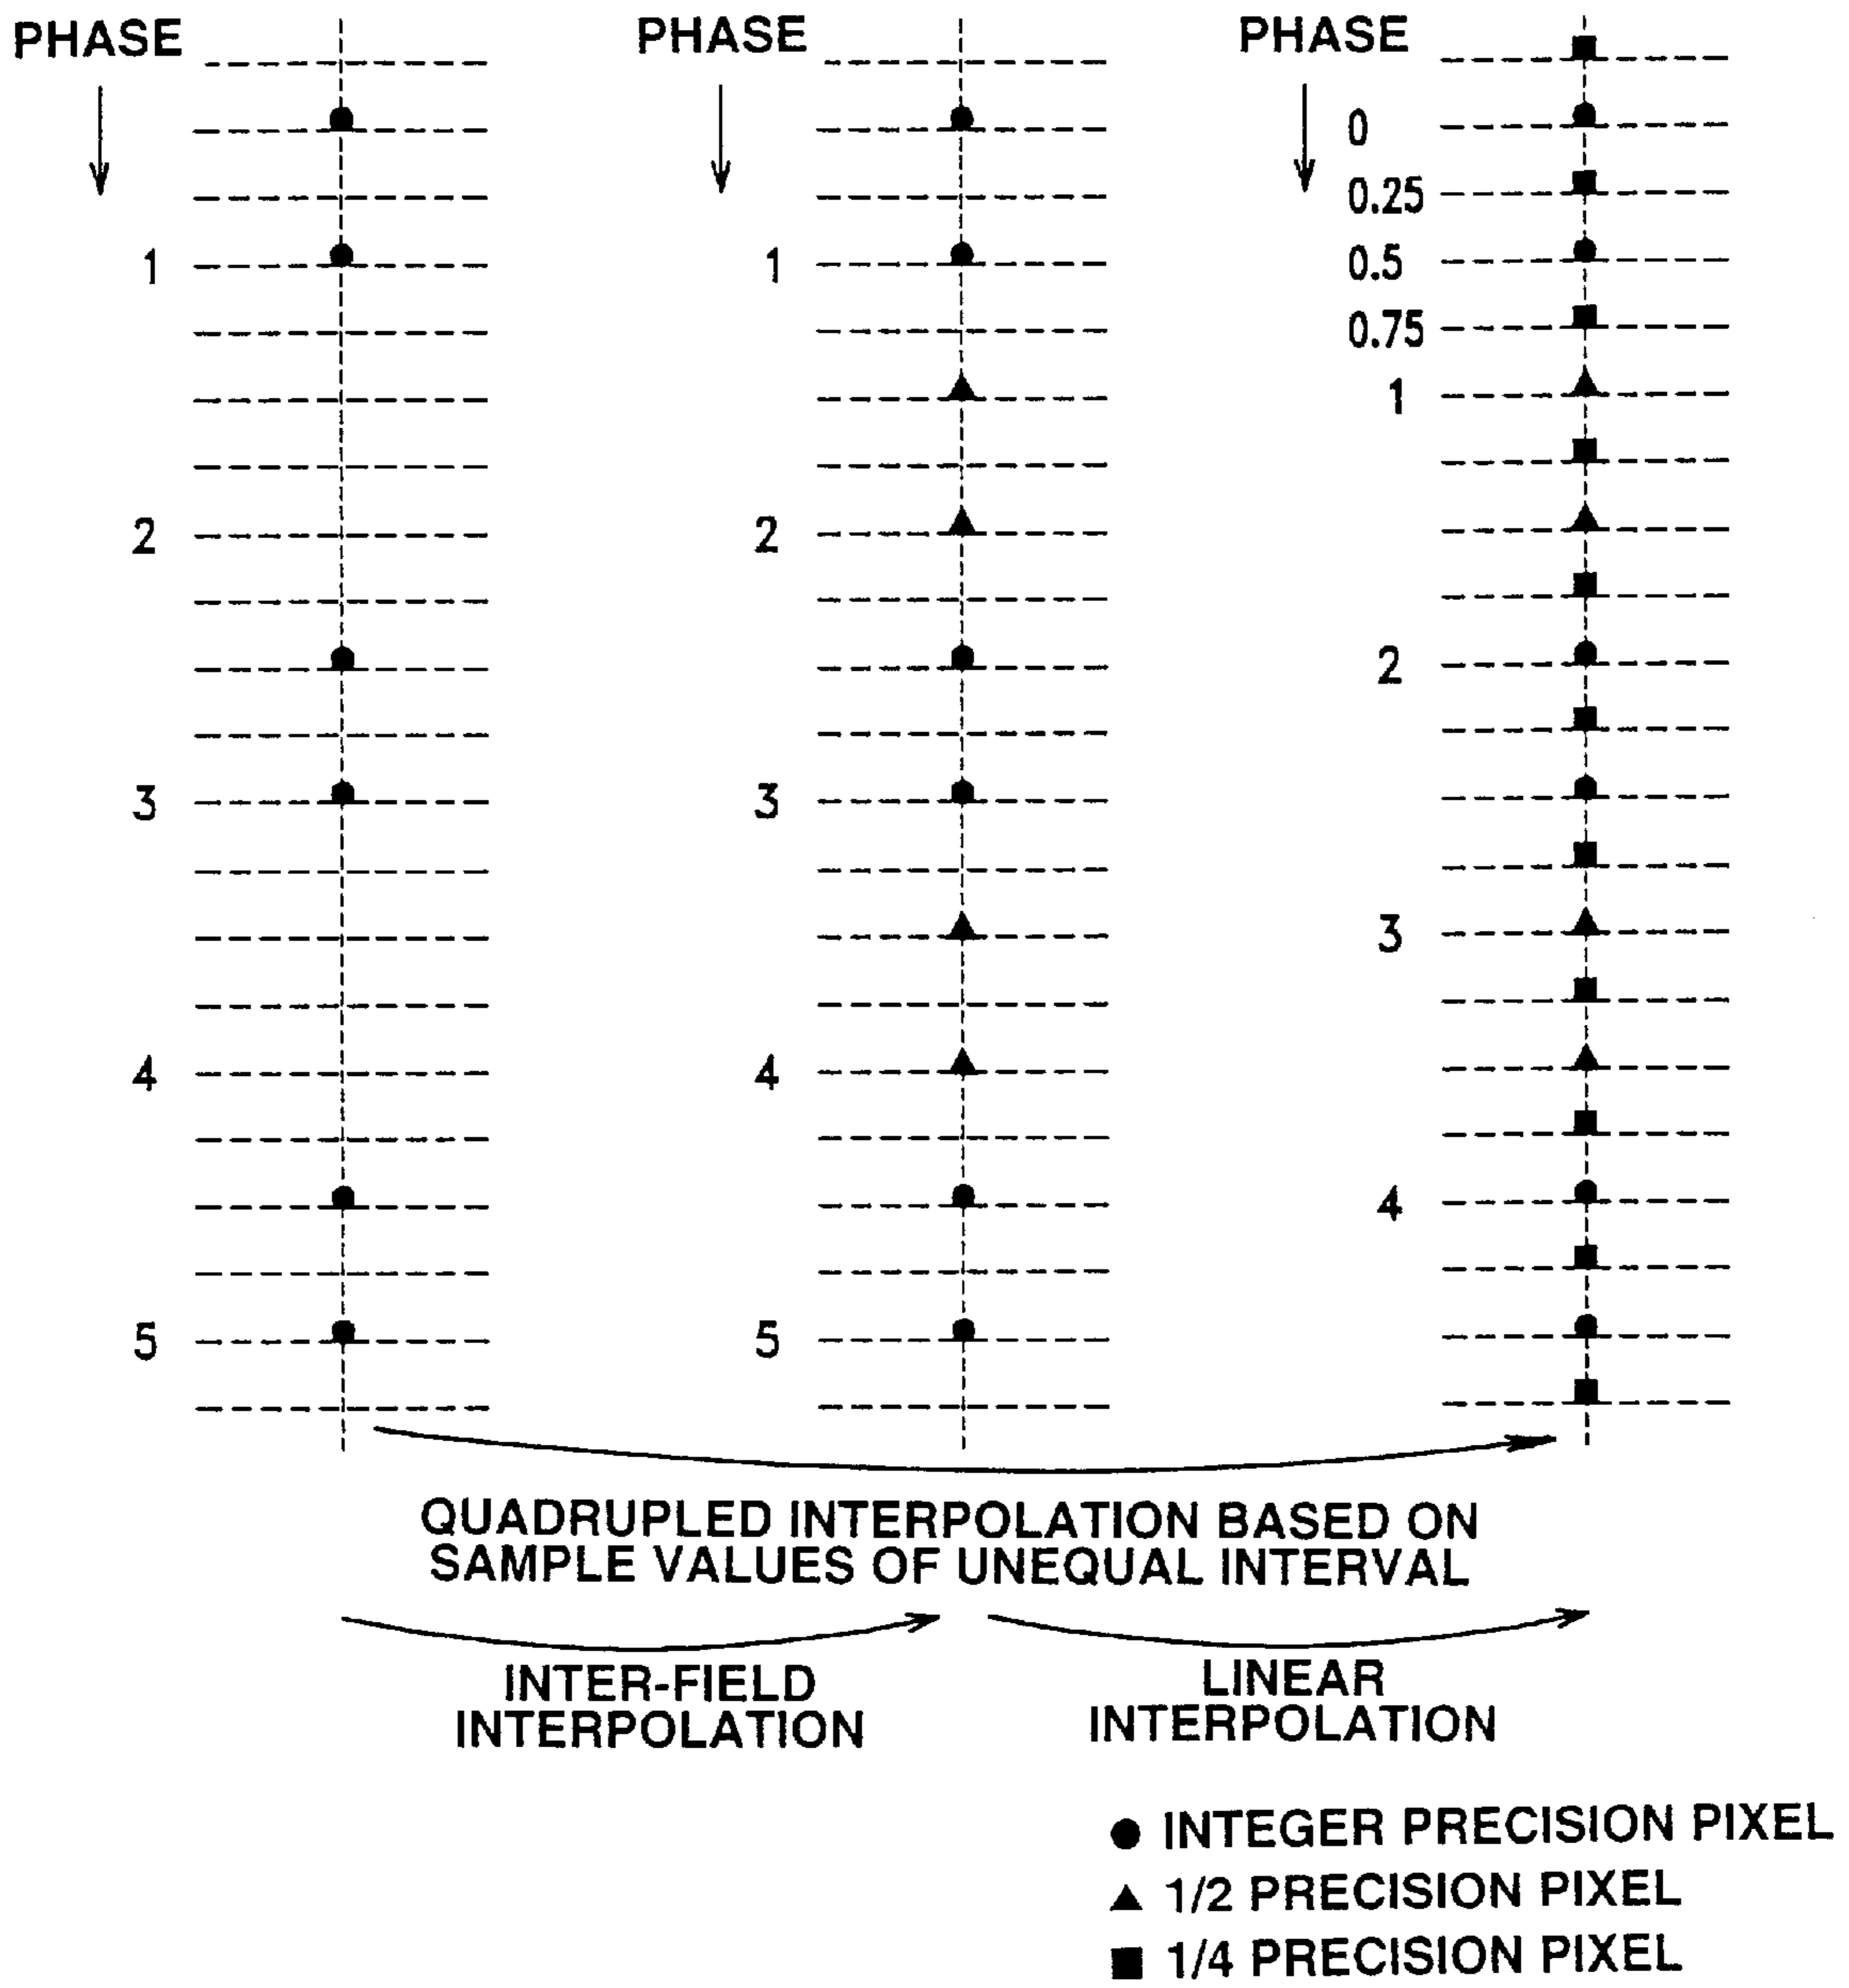 PHASE
1
2
3
4
5
PHASE
1
2
3
4
5
PHASE
0
0.25
0.5
0.75
1
2
3
4
QUADRUPLED INTERPOLATION BASED ON
SAMPLE VALUES OF UNEQUAL INTERVAL
INTER-FIELD
INTERPOLATION
LINEAR
INTERPOLATION
INTEGER PRECISION PIXEL
1/2 PRECISION PIXEL
1/4 PRECISION PIXEL